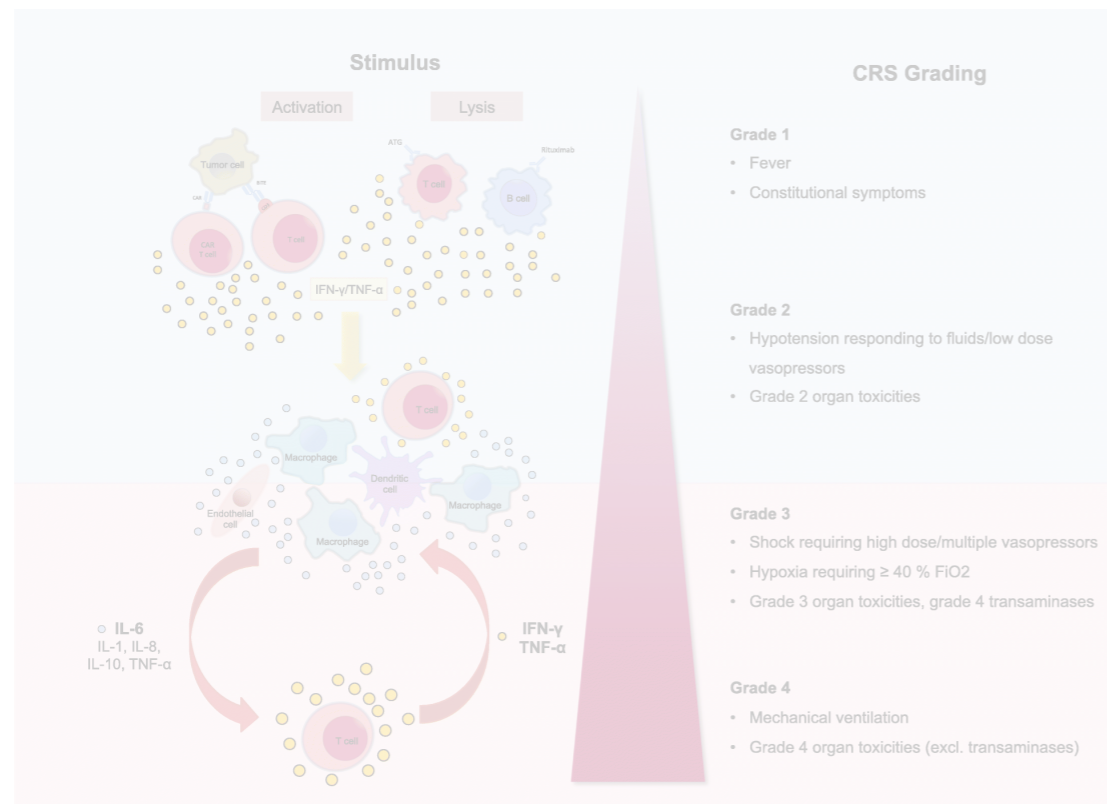 Stimulus
Activation
Lysis
ATG
Rituximab
Tumor cell
T cell
B cell
CAR
CAR
T cell
T cell
IFN-γ/TNF-α
T cell
Macrophage
Dendritic
cell
Macrophage
Endothelial
cell
Macrophage
IL-6
IL-1, IL-8,
IL-10, TNF-α
IFN-γ
TNF-α
T cell
CRS Grading
Grade 1
• Fever
• Constitutional symptoms
Grade 2
• Hypotension responding to fluids/low dose
vasopressors
• Grade 2 organ toxicities
Grade 3
• Shock requiring high dose/multiple vasopressors
• Hypoxia requiring ≥ 40 % FiO2
• Grade 3 organ toxicities, grade 4 transaminases
Grade 4
• Mechanical ventilation
• Grade 4 organ toxicities (excl. transaminases)